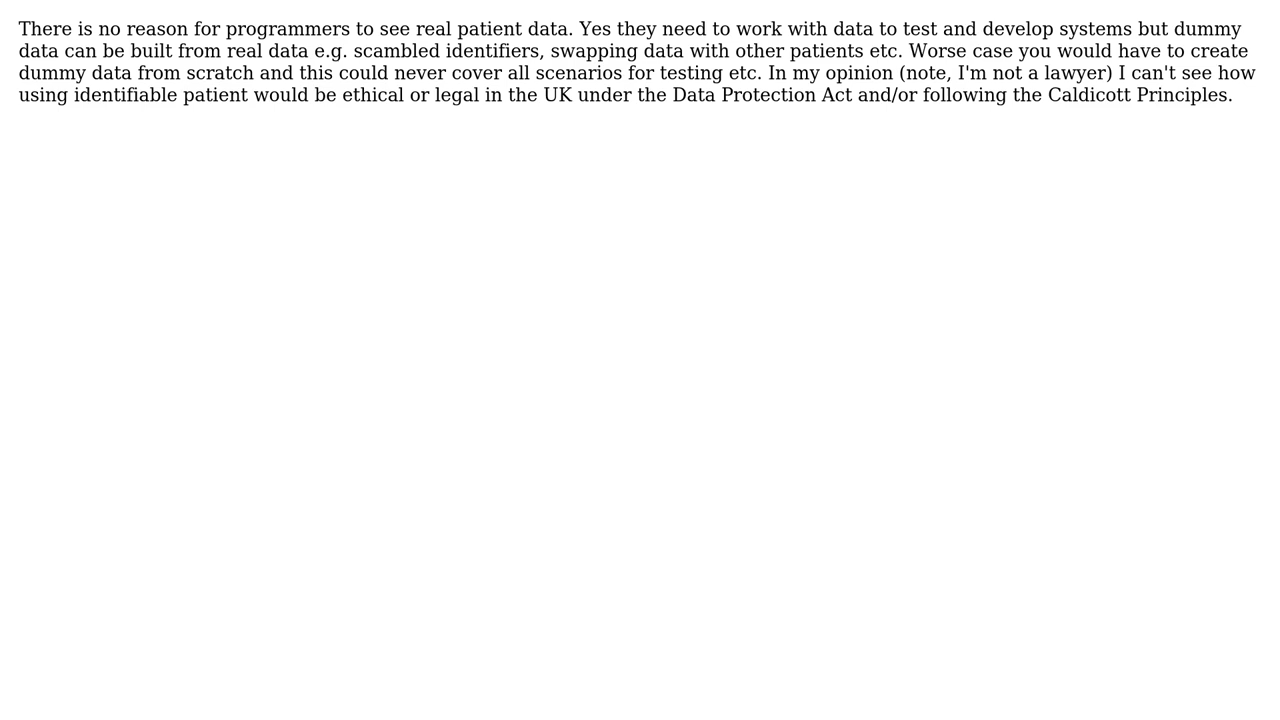 There is no reason for programmers to see real patient data. Yes they need to work with data to test and develop systems but dummy
data can be built from real data e.g. scambled identifiers, swapping data with other patients etc. Worse case you would have to create
dummy data from scratch and this could never cover all scenarios for testing etc. In my opinion (note, I'm not a lawyer) I can't see how
using identifiable patient would be ethical or legal in the UK under the Data Protection Act and/or following the Caldicott Principles.